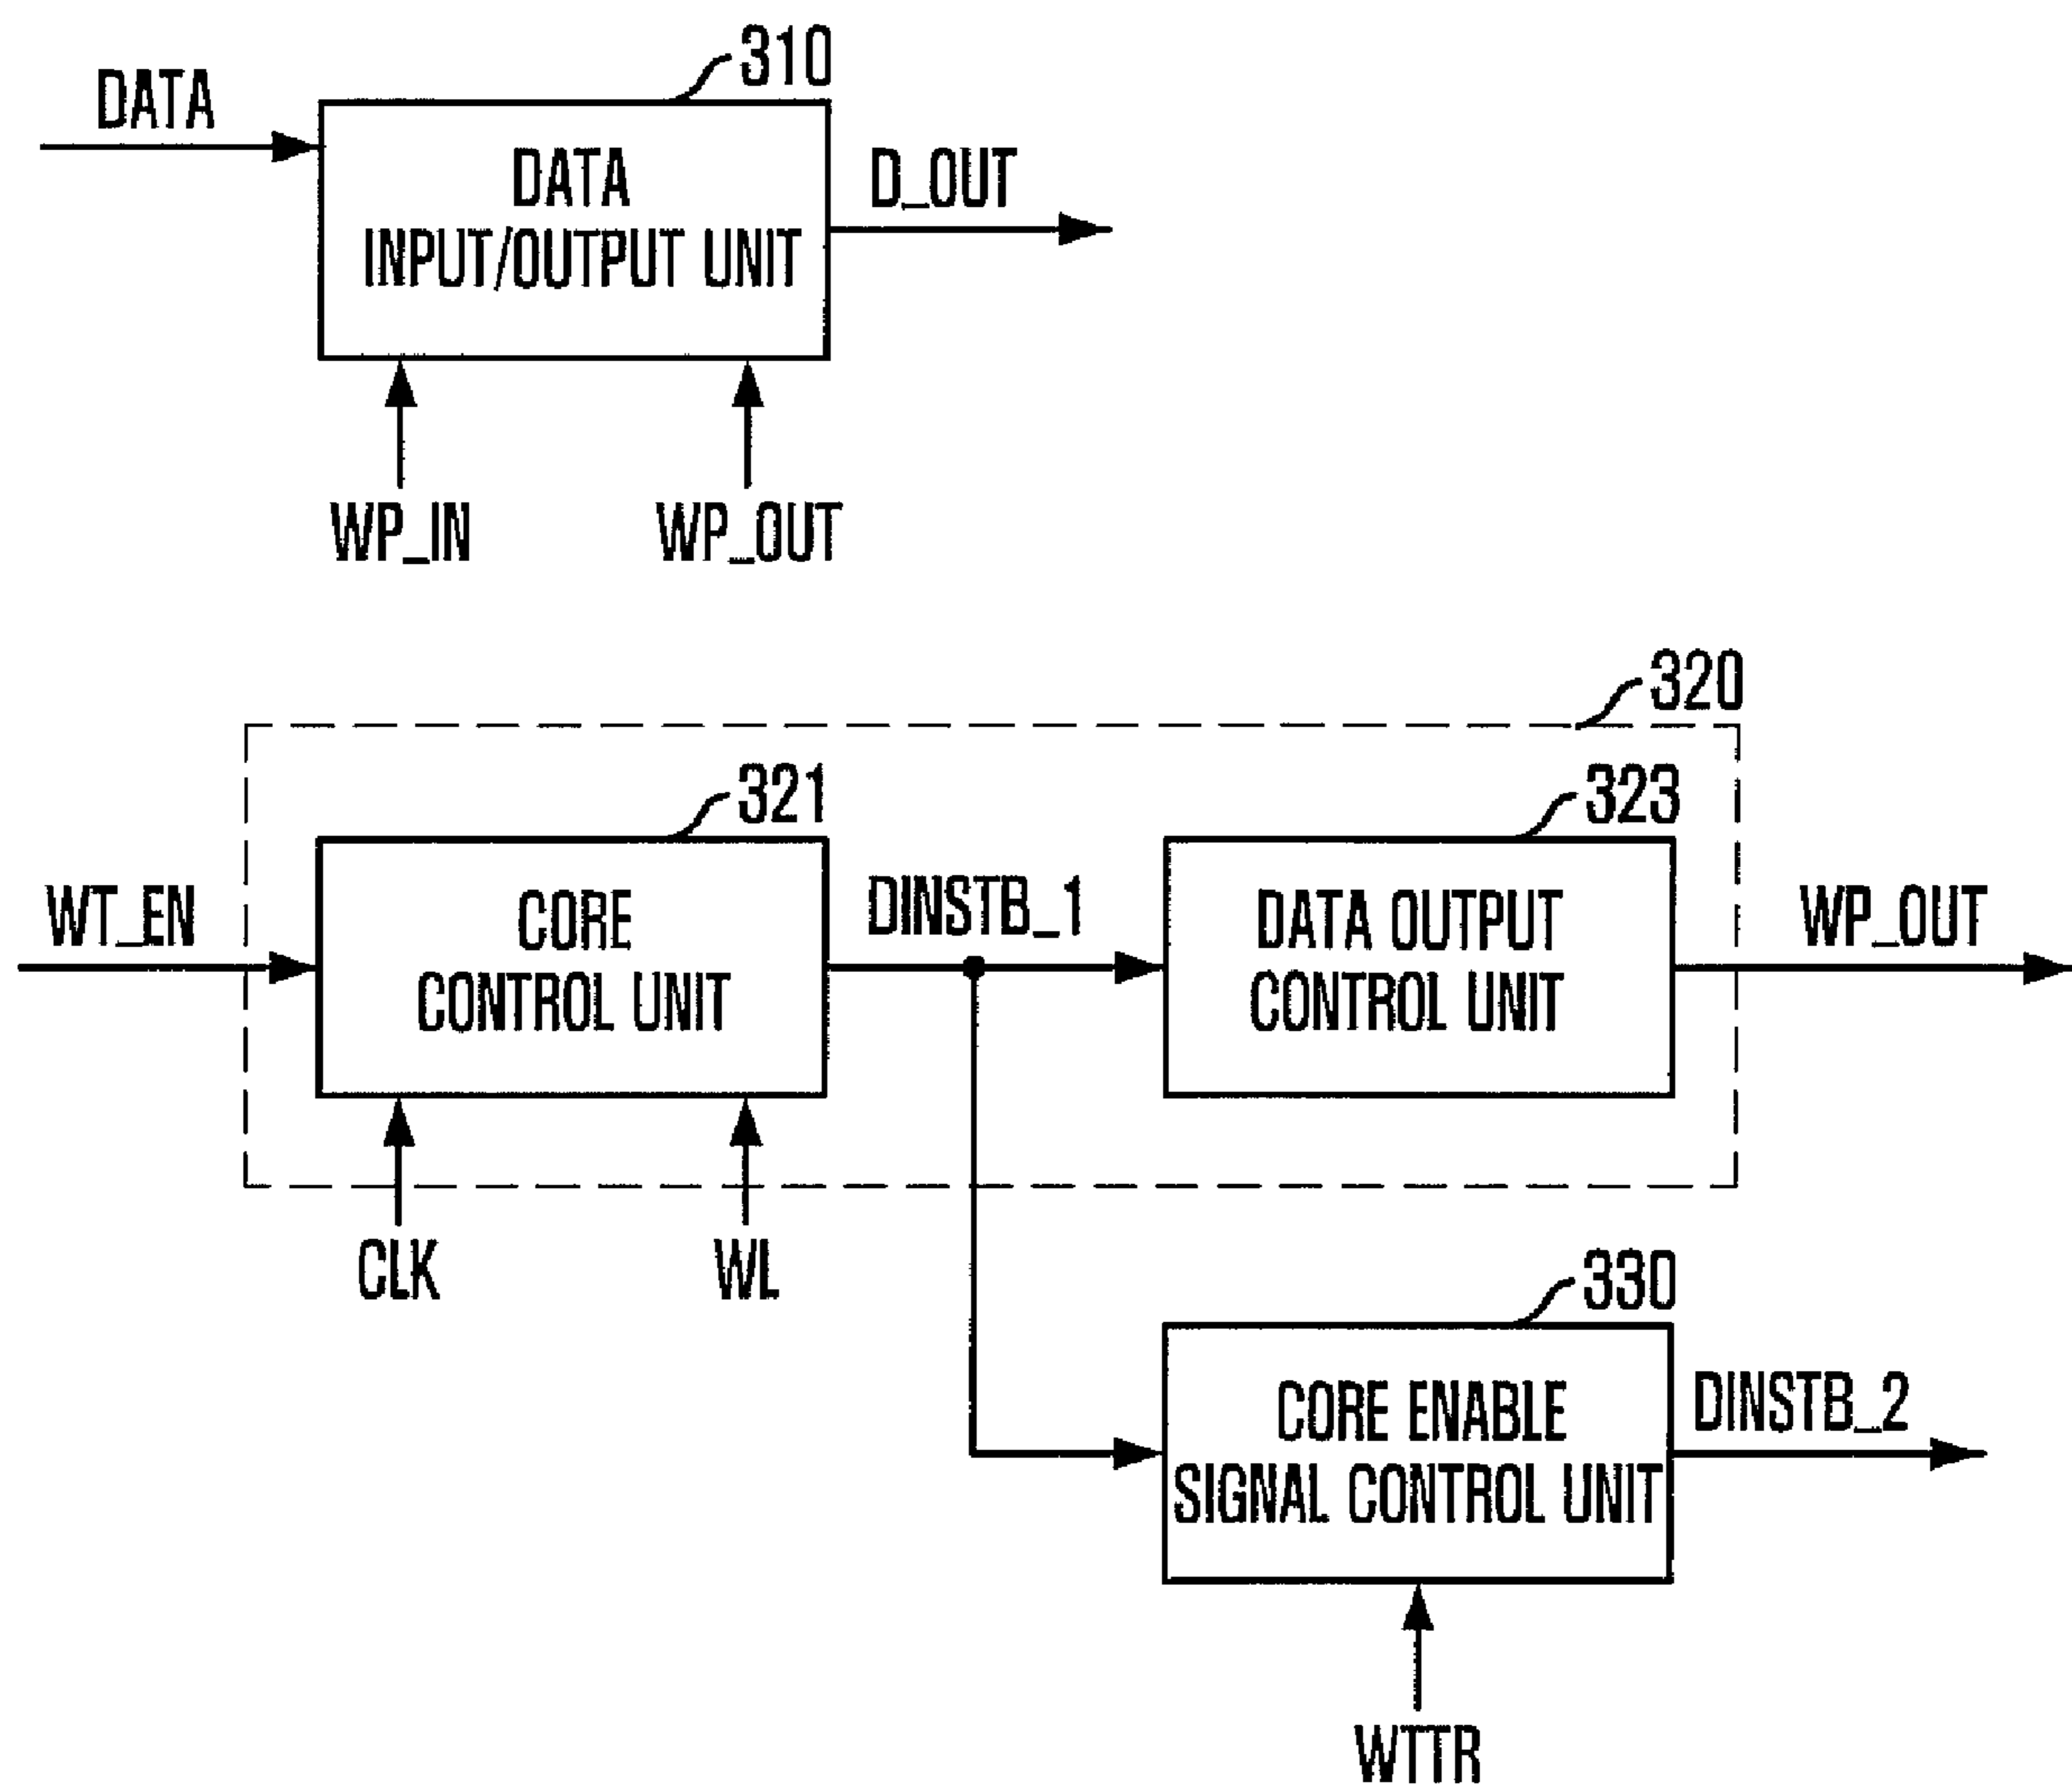 310
DATA
DATA
INPUT/OUTPUT UNIT
D_OUT
WP_IN
WP_OUT
320
321
323
WT_EN
CORE
CONTROL UNIT
DINSTB_1
DATA OUTPUT
CONTROL UNIT
WP_OUT
CLK
WL
330
CORE ENABLE
SIGNAL CONTROL UNIT
DINSTB_2
WTTR